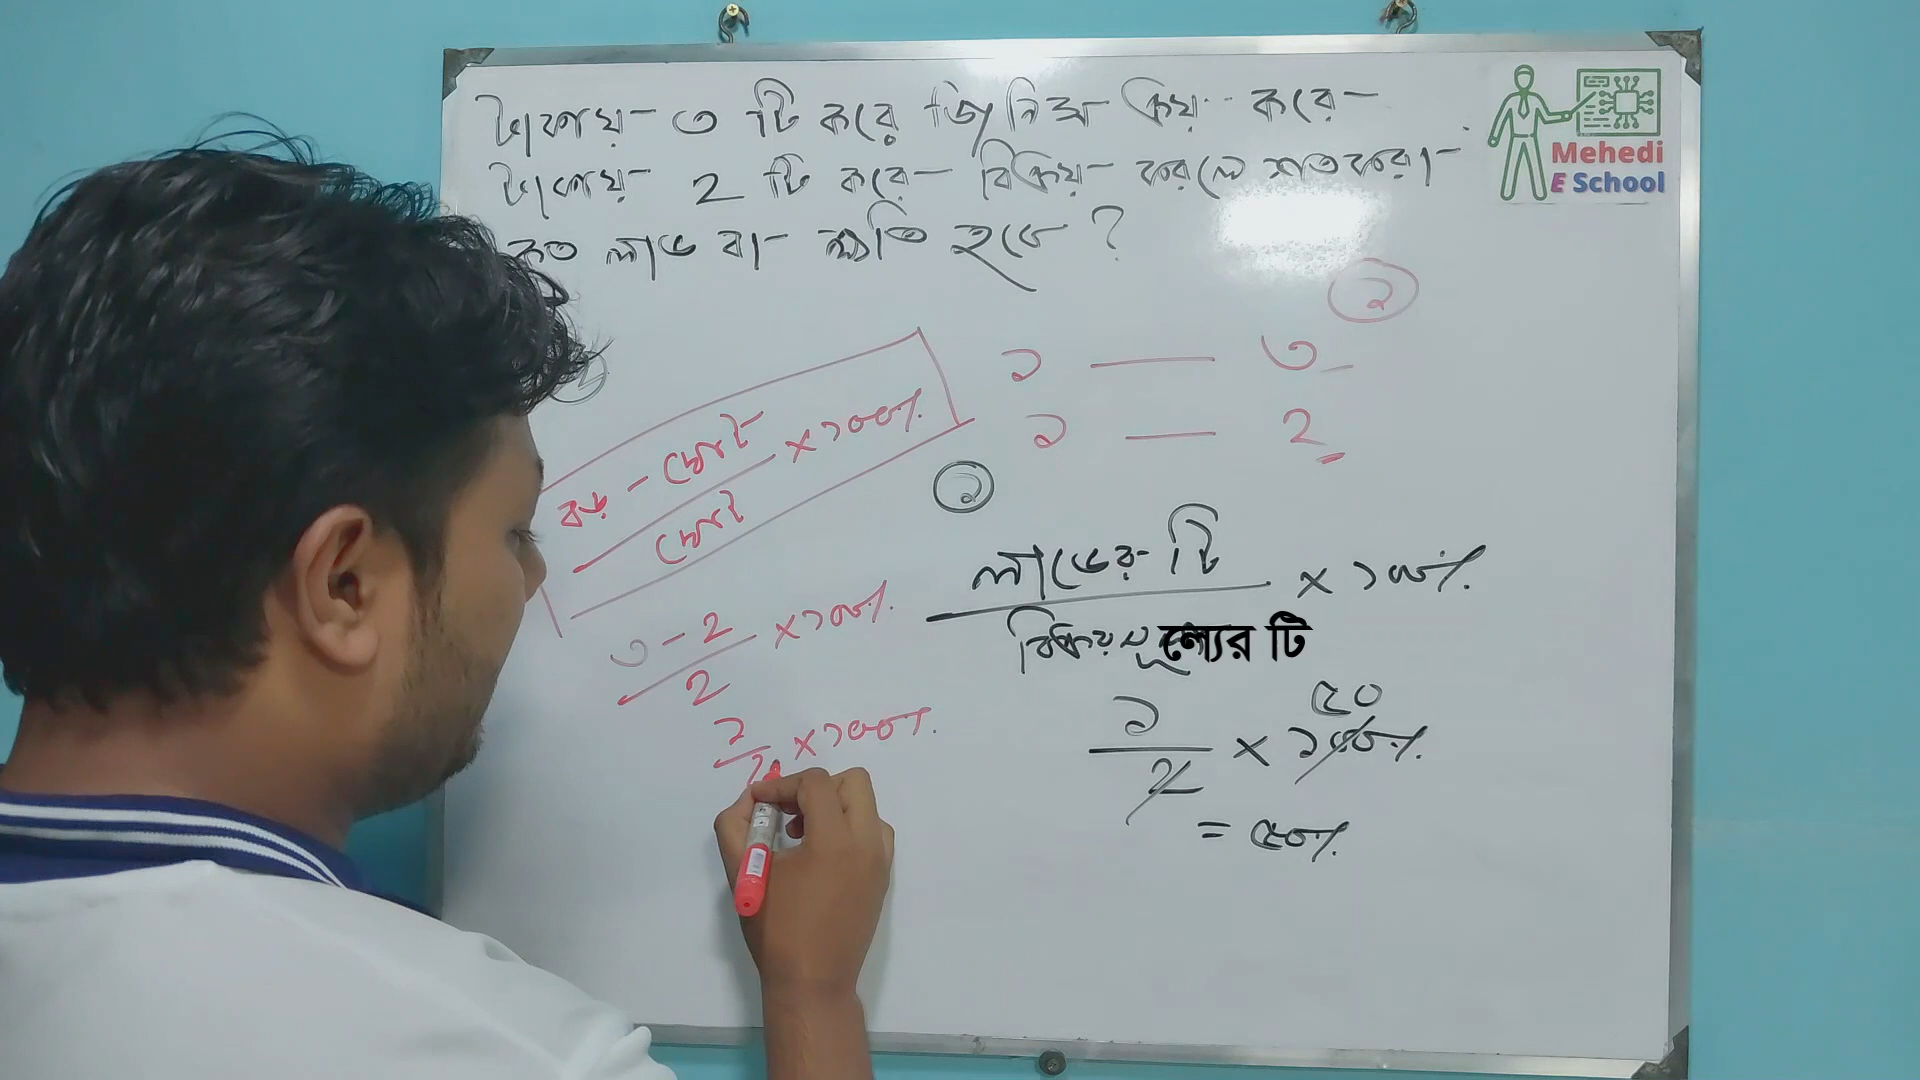 টাকায় ৩ টি করে জিনিস ক্রয় করে
টাকায় 2 টি করে বিক্রয় করলে শতকরা
কত লাভ বা ক্ষতি হবে ?
Mehedi
E School
১ — ৩
১ — 2
বড় - ছোট
ছোট
×১০০%
৩ - 2
2
×১০০%
১
2
×১০০%
লাভের টি
বিক্রয় মূল্যের টি
× ১০০%
১
২
× ১০০%
৫০
= ৫০%